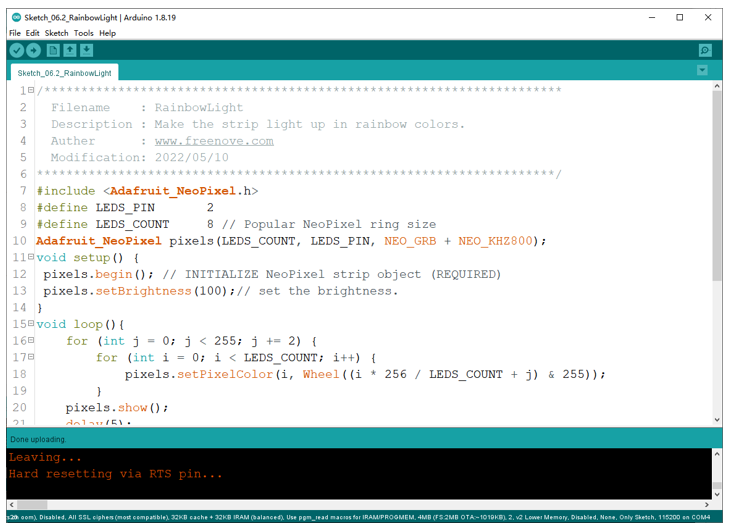 Sketch_06.2_RainbowLight | Arduino 1.8.19
File Edit Sketch Tools Help
Sketch_06.2_RainbowLight
1 /**********************************************************************
2 Filename : RainbowLight
3 Description : Make the strip light up in rainbow colors.
4 Auther : www.freenove.com
5 Modification: 2022/05/10
6 **********************************************************************/
7 #include <Adafruit_NeoPixel.h>
8 #define LEDS_PIN 2
9 #define LEDS_COUNT 8 // Popular NeoPixel ring size
10 Adafruit_NeoPixel pixels(LEDS_COUNT, LEDS_PIN, NEO_GRB + NEO_KHZ800);
11 void setup() {
12 pixels.begin(); // INITIALIZE NeoPixel strip object (REQUIRED)
13 pixels.setBrightness(100);// set the brightness.
14 }
15 void loop(){
16 for (int j = 0; j < 255; j += 2) {
17 for (int i = 0; i < LEDS_COUNT; i++) {
18 pixels.setPixelColor(i, Wheel((i * 256 / LEDS_COUNT + j) & 255));
19 }
20 pixels.show();
21 delay(5);
Done uploading.
Leaving...
Hard resetting via RTS pin...
oom), Disabled, All SSL ciphers (most compatible), 32KB cache + 32KB IRAM (balanced), Use pgm_read macros for IRAM/PROGMEM, 4MB (FS:2MB OTA:~1019KB), 2, v2 Lower Memory, Disabled, None, Only Sketch, 115200 on COM4